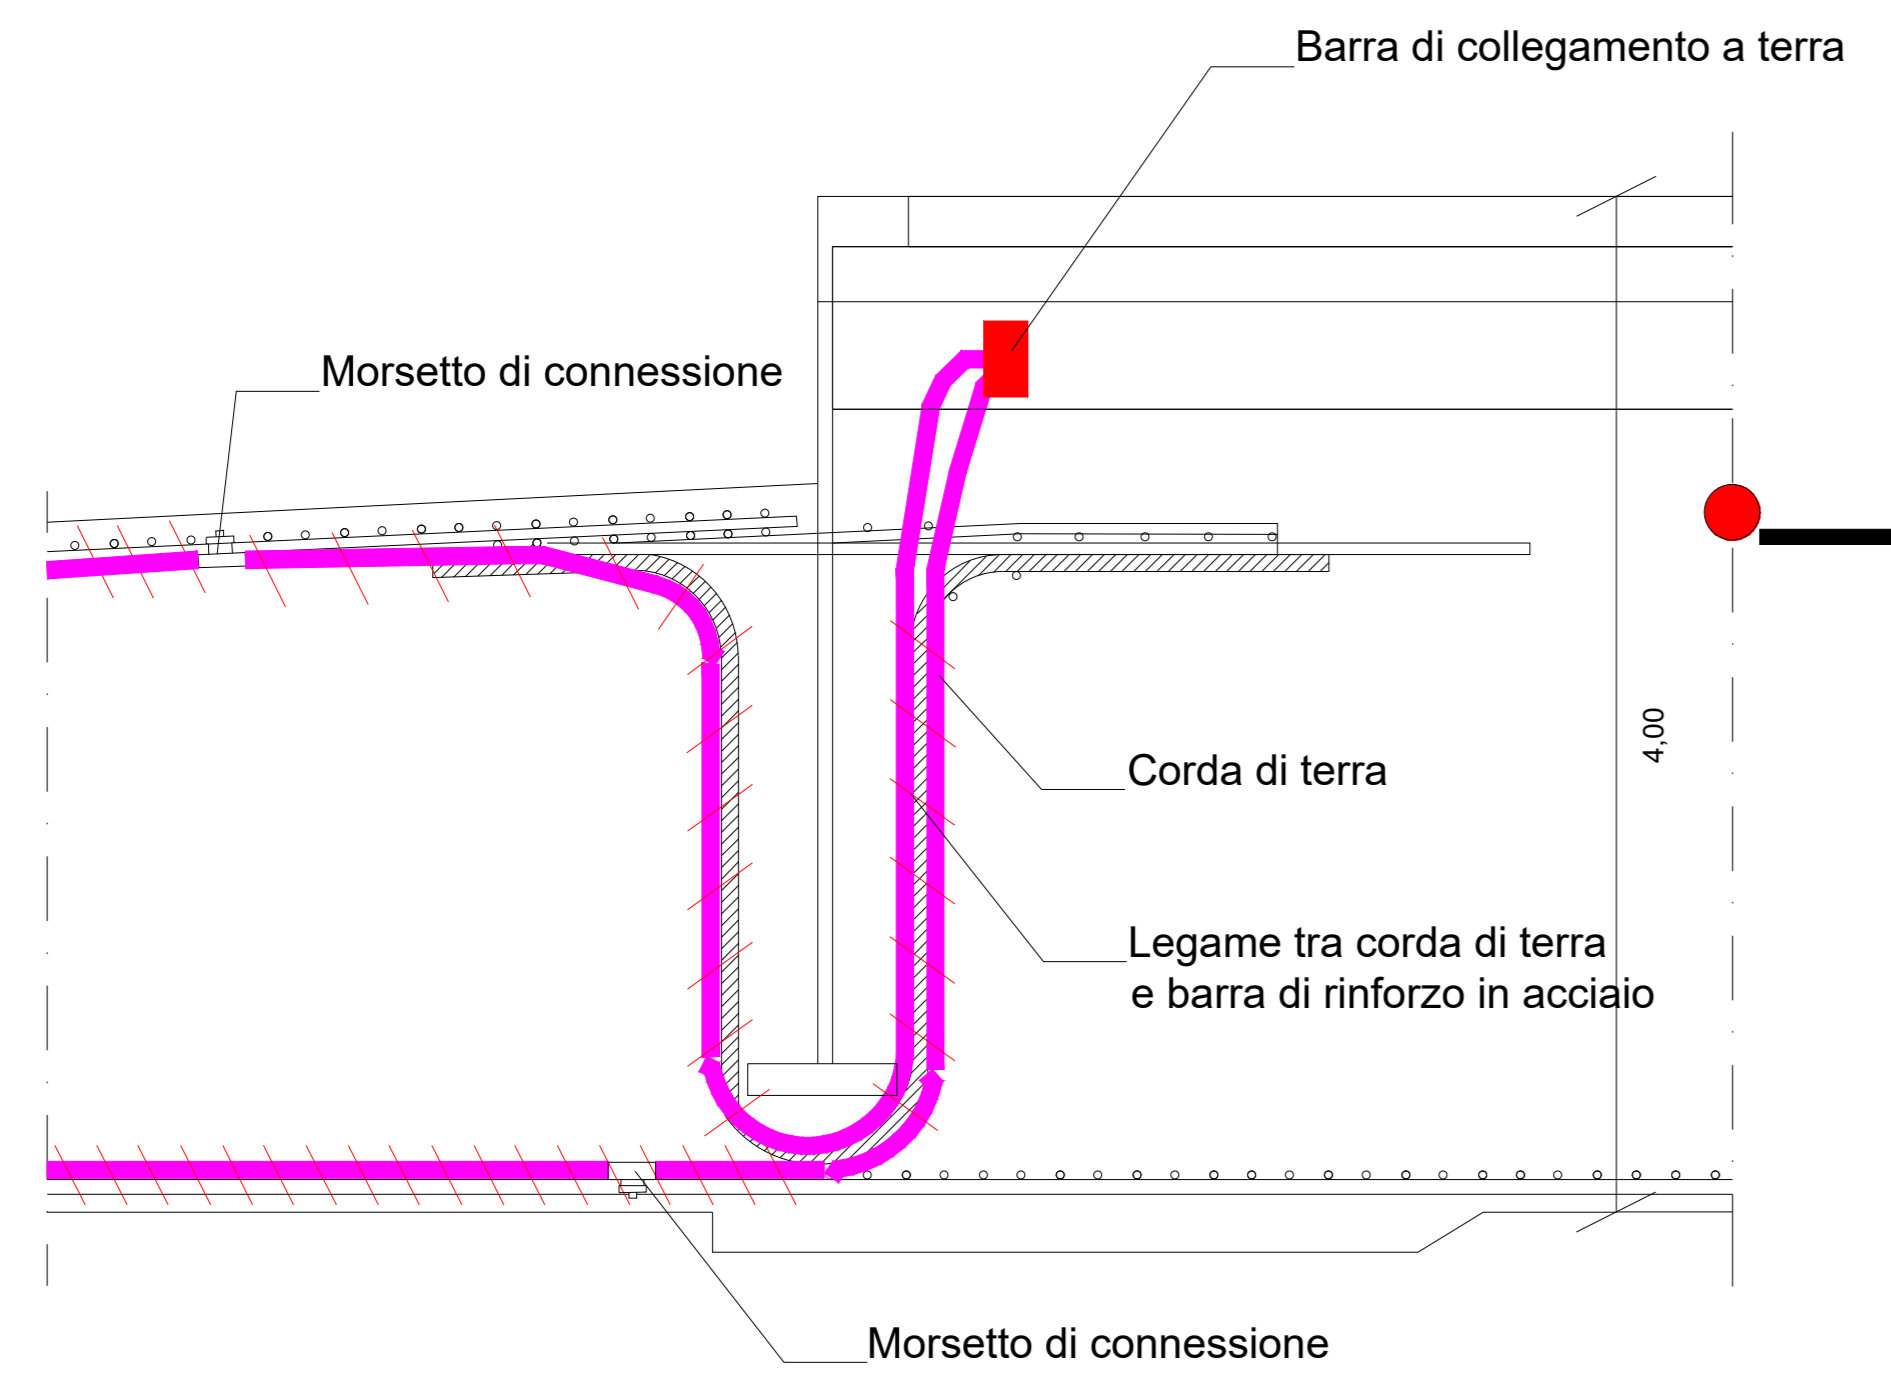 Barra di collegamento a terra
Morsetto di connessione
4,00
Corda di terra
Legame tra corda di terra
e barra di rinforzo in acciaio
Morsetto di connessione